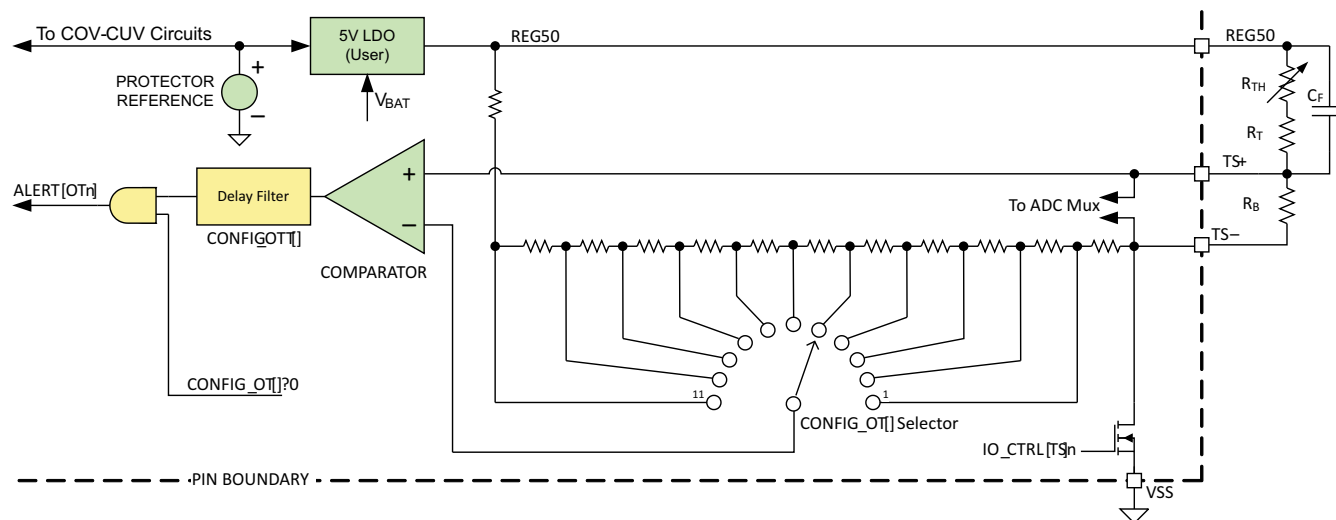 To COV-CUV Circuits
5V LDO
(User)
REG50
REG50
PROTECTOR
REFERENCE
+
−
VBAT
RTH
CF
RT
ALERT[OTn]
Delay Filter
CONFIG_OTT[]
+
−
COMPARATOR
TS+
To ADC Mux
RB
TS−
CONFIG_OT[]?0
11
1
CONFIG_OT[] Selector
IO_CTRL[TS]n
PIN BOUNDARY
VSS